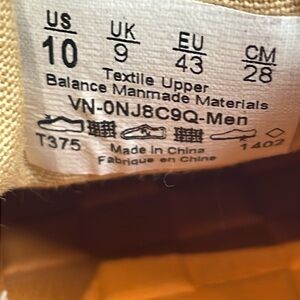 US UK EU CM
10 9 43 28
Textile Upper
Balance Manmade Materials
VN-0NJ8C9Q-Men
T375 Made in China 1402
Fabriqué en Chine